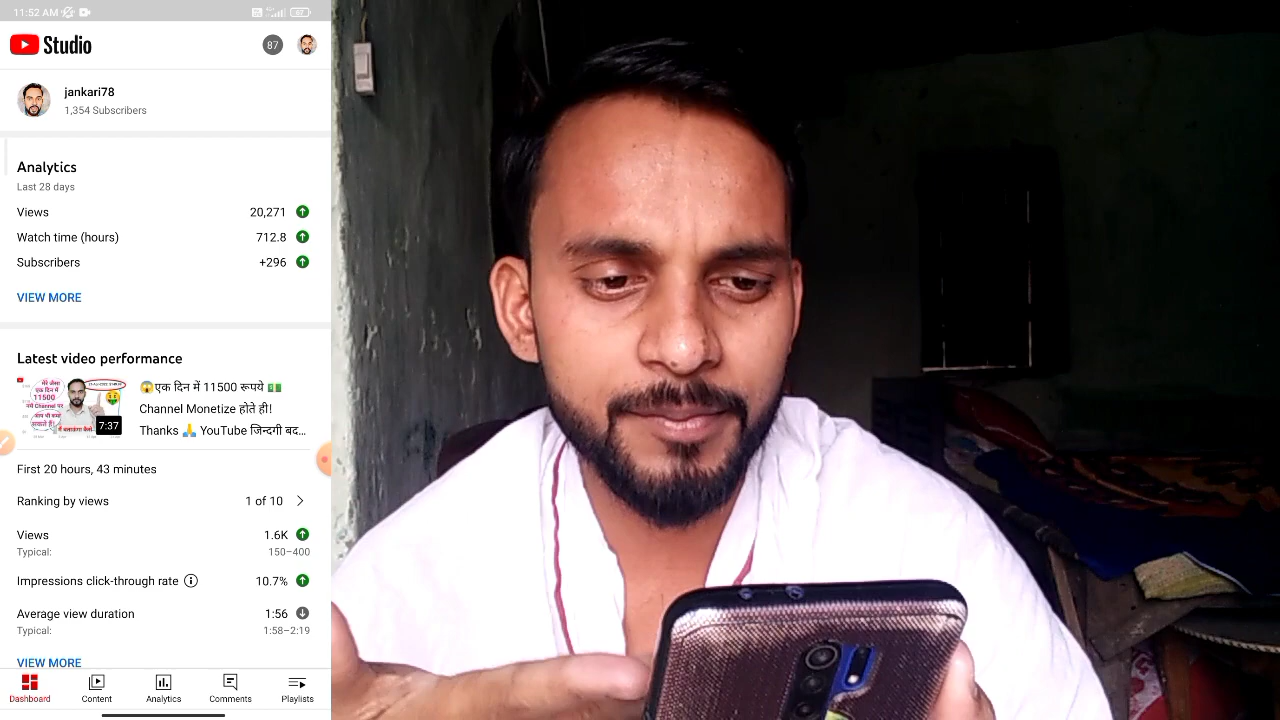 11:52 AM
Studio
87
jankari78
1,354 Subscribers
Analytics
Last 28 days
Views 20,271
Watch time (hours) 712.8
Subscribers +296
VIEW MORE
Latest video performance
7:37
😱एक दिन में 11500 रूपये 💵
Channel Monetize होते ही!
Thanks 🙏 YouTube जिन्दगी बद...
First 20 hours, 43 minutes
Ranking by views 1 of 10
Views 1.6K
Typical: 150–400
Impressions click-through rate 10.7%
Average view duration 1:56
Typical: 1:58–2:19
VIEW MORE
Dashboard Content Analytics Comments Playlists